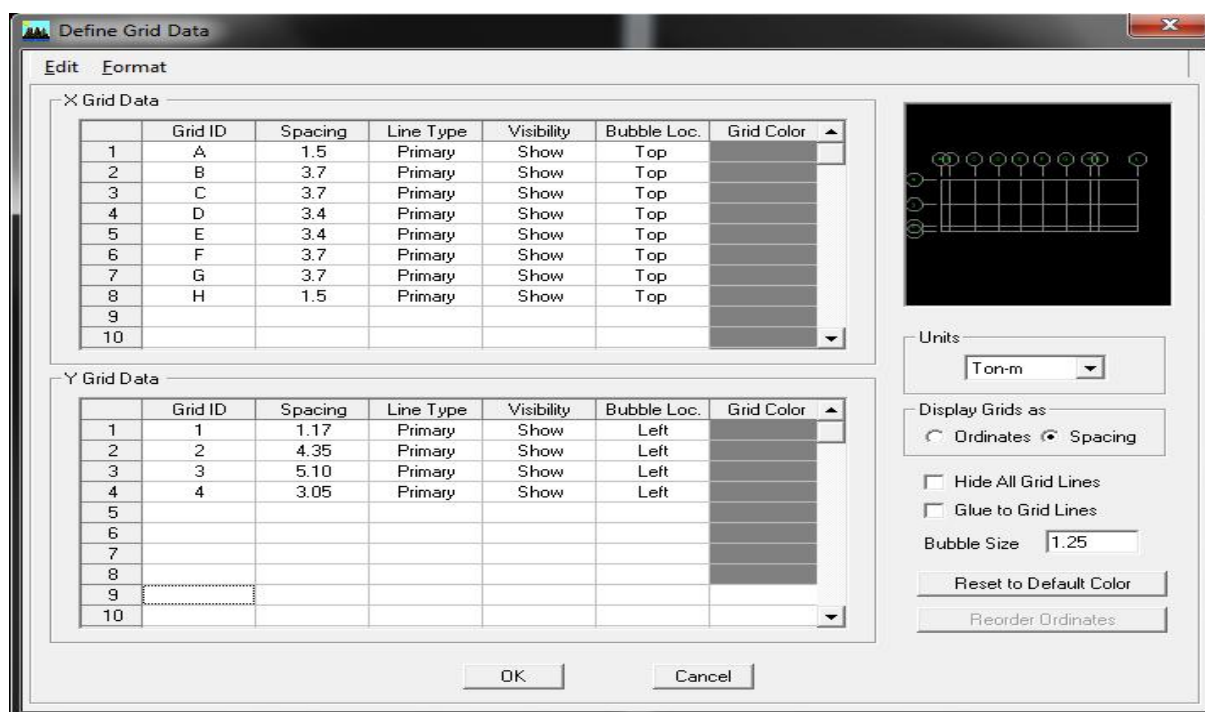 Define Grid Data
Edit Format
X Grid Data
Grid ID Spacing Line Type Visibility Bubble Loc. Grid Color
1 A 1.5 Primary Show Top
2 B 3.7 Primary Show Top
3 C 3.7 Primary Show Top
4 D 3.4 Primary Show Top
5 E 3.4 Primary Show Top
6 F 3.7 Primary Show Top
7 G 3.7 Primary Show Top
8 H 1.5 Primary Show Top
9
10
Y Grid Data
Grid ID Spacing Line Type Visibility Bubble Loc. Grid Color
1 1 1.17 Primary Show Left
2 2 4.35 Primary Show Left
3 3 5.10 Primary Show Left
4 4 3.05 Primary Show Left
5
6
7
8
9
10
Units
Ton-m
Display Grids as
Ordinates Spacing
Hide All Grid Lines
Glue to Grid Lines
Bubble Size 1.25
Reset to Default Color
Reorder Ordinates
OK Cancel